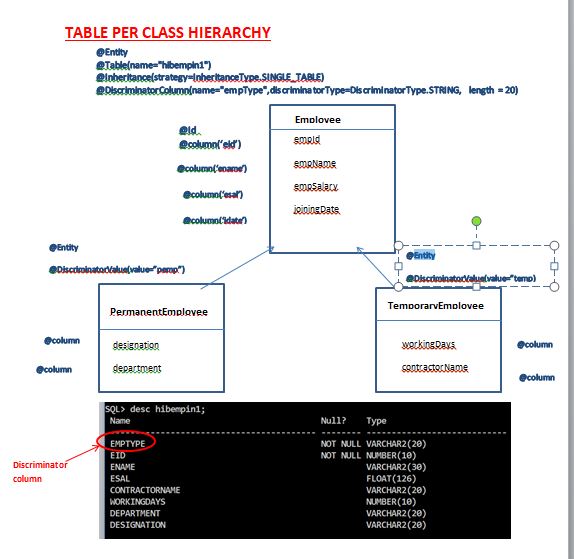 TABLE PER CLASS HIERARCHY
@Entity
@Table(name="hibempin1")
@Inheritance(strategy=InheritanceType.SINGLE_TABLE)
@DiscriminatorColumn(name="empType",discriminatorType=DiscriminatorType.STRING, length = 20)
Employee
@Id
empId
@column('eid')
empName
@column('ename')
empSalary
@column('esal')
joiningDate
@column('jdate')
@Entity
@DiscriminatorValue(value="pemp")
@Entity
@DiscriminatorValue(value="temp)
PermanentEmployee
TemporaryEmployee
@column
designation
workingDays
@column
@column
department
contractorName
@column
SQL> desc hibempin1;
Name Null? Type
EMPTYPE NOT NULL VARCHAR2(20)
EID NOT NULL NUMBER(10)
ENAME VARCHAR2(30)
ESAL FLOAT(126)
CONTRACTORNAME VARCHAR2(20)
WORKINGDAYS NUMBER(10)
DEPARTMENT VARCHAR2(20)
DESIGNATION VARCHAR2(20)
Discriminator
column